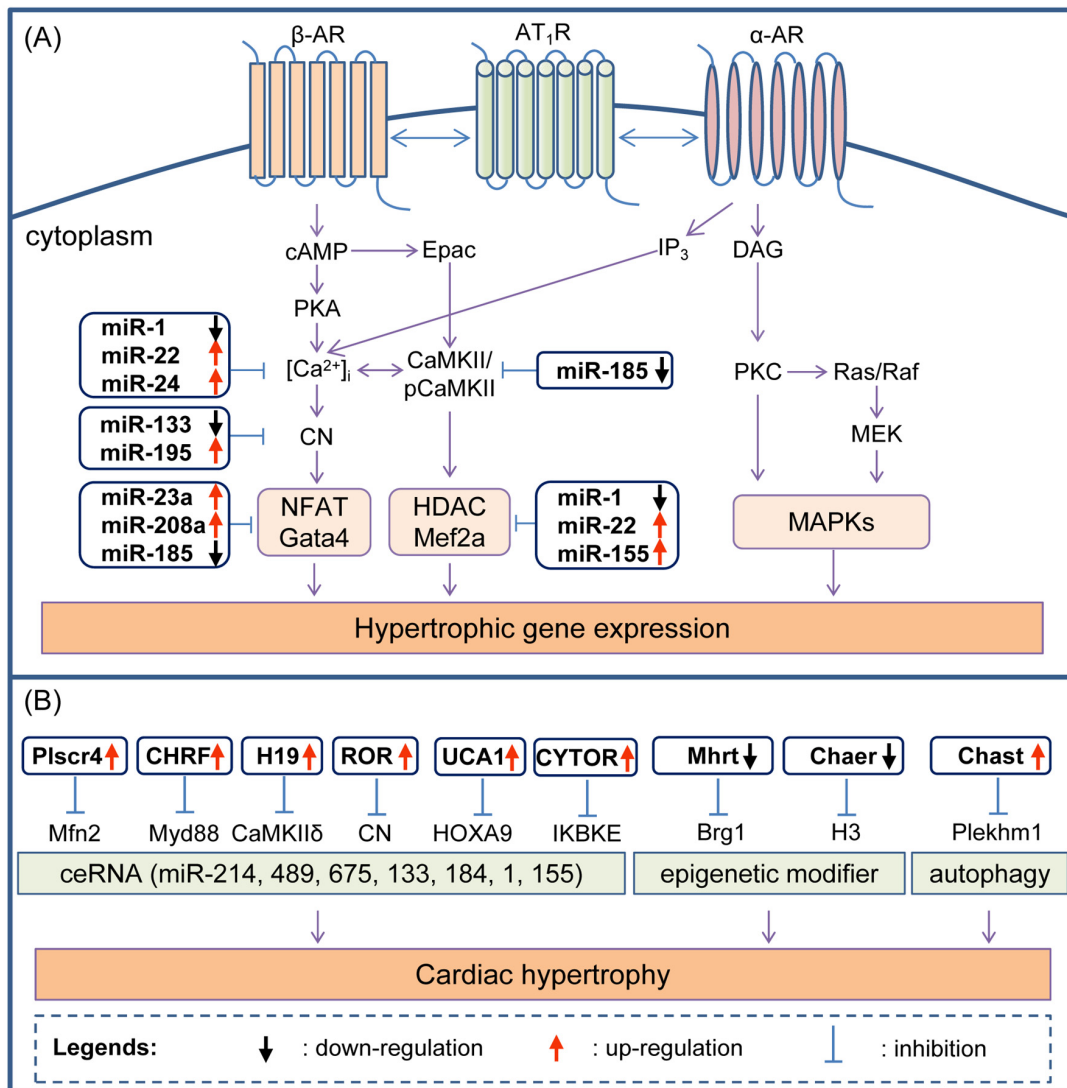 (A)
β-AR
AT₁R
α-AR
cytoplasm
cAMP
Epac
IP₃
DAG
PKA
miR-1
miR-22
miR-24
[Ca²⁺]ᵢ
CaMKII/
pCaMKII
miR-185
PKC
Ras/Raf
miR-133
miR-195
CN
MEK
miR-23a
miR-208a
miR-185
NFAT
Gata4
HDAC
Mef2a
miR-1
miR-22
miR-155
MAPKs
Hypertrophic gene expression
(B)
Plscr4
CHRF
H19
ROR
UCA1
CYTOR
Mhrt
Chaer
Chast
Mfn2
Myd88
CaMKIIδ
CN
HOXA9
IKBKE
Brg1
H3
Plekhm1
ceRNA (miR-214, 489, 675, 133, 184, 1, 155)
epigenetic modifier
autophagy
Cardiac hypertrophy
Legends: : down-regulation : up-regulation : inhibition